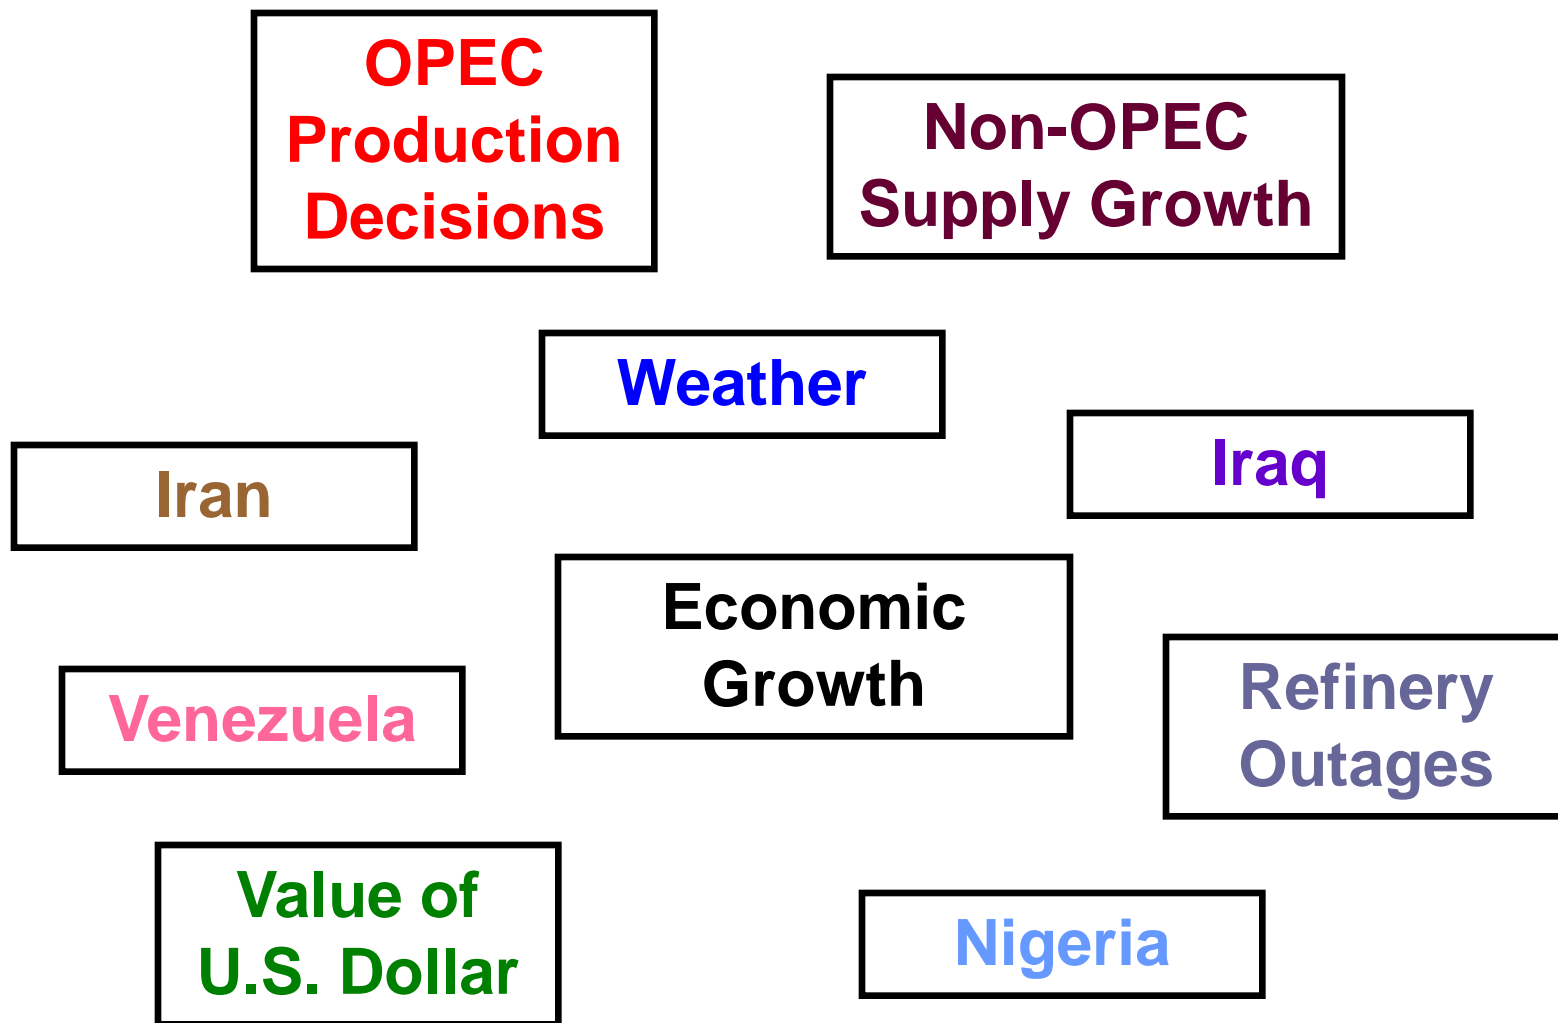 OPEC
Production
Decisions
Non-OPEC
Supply Growth
Weather
Iraq
Iran
Economic
Growth
Refinery
Outages
Venezuela
Value of
U.S. Dollar
Nigeria